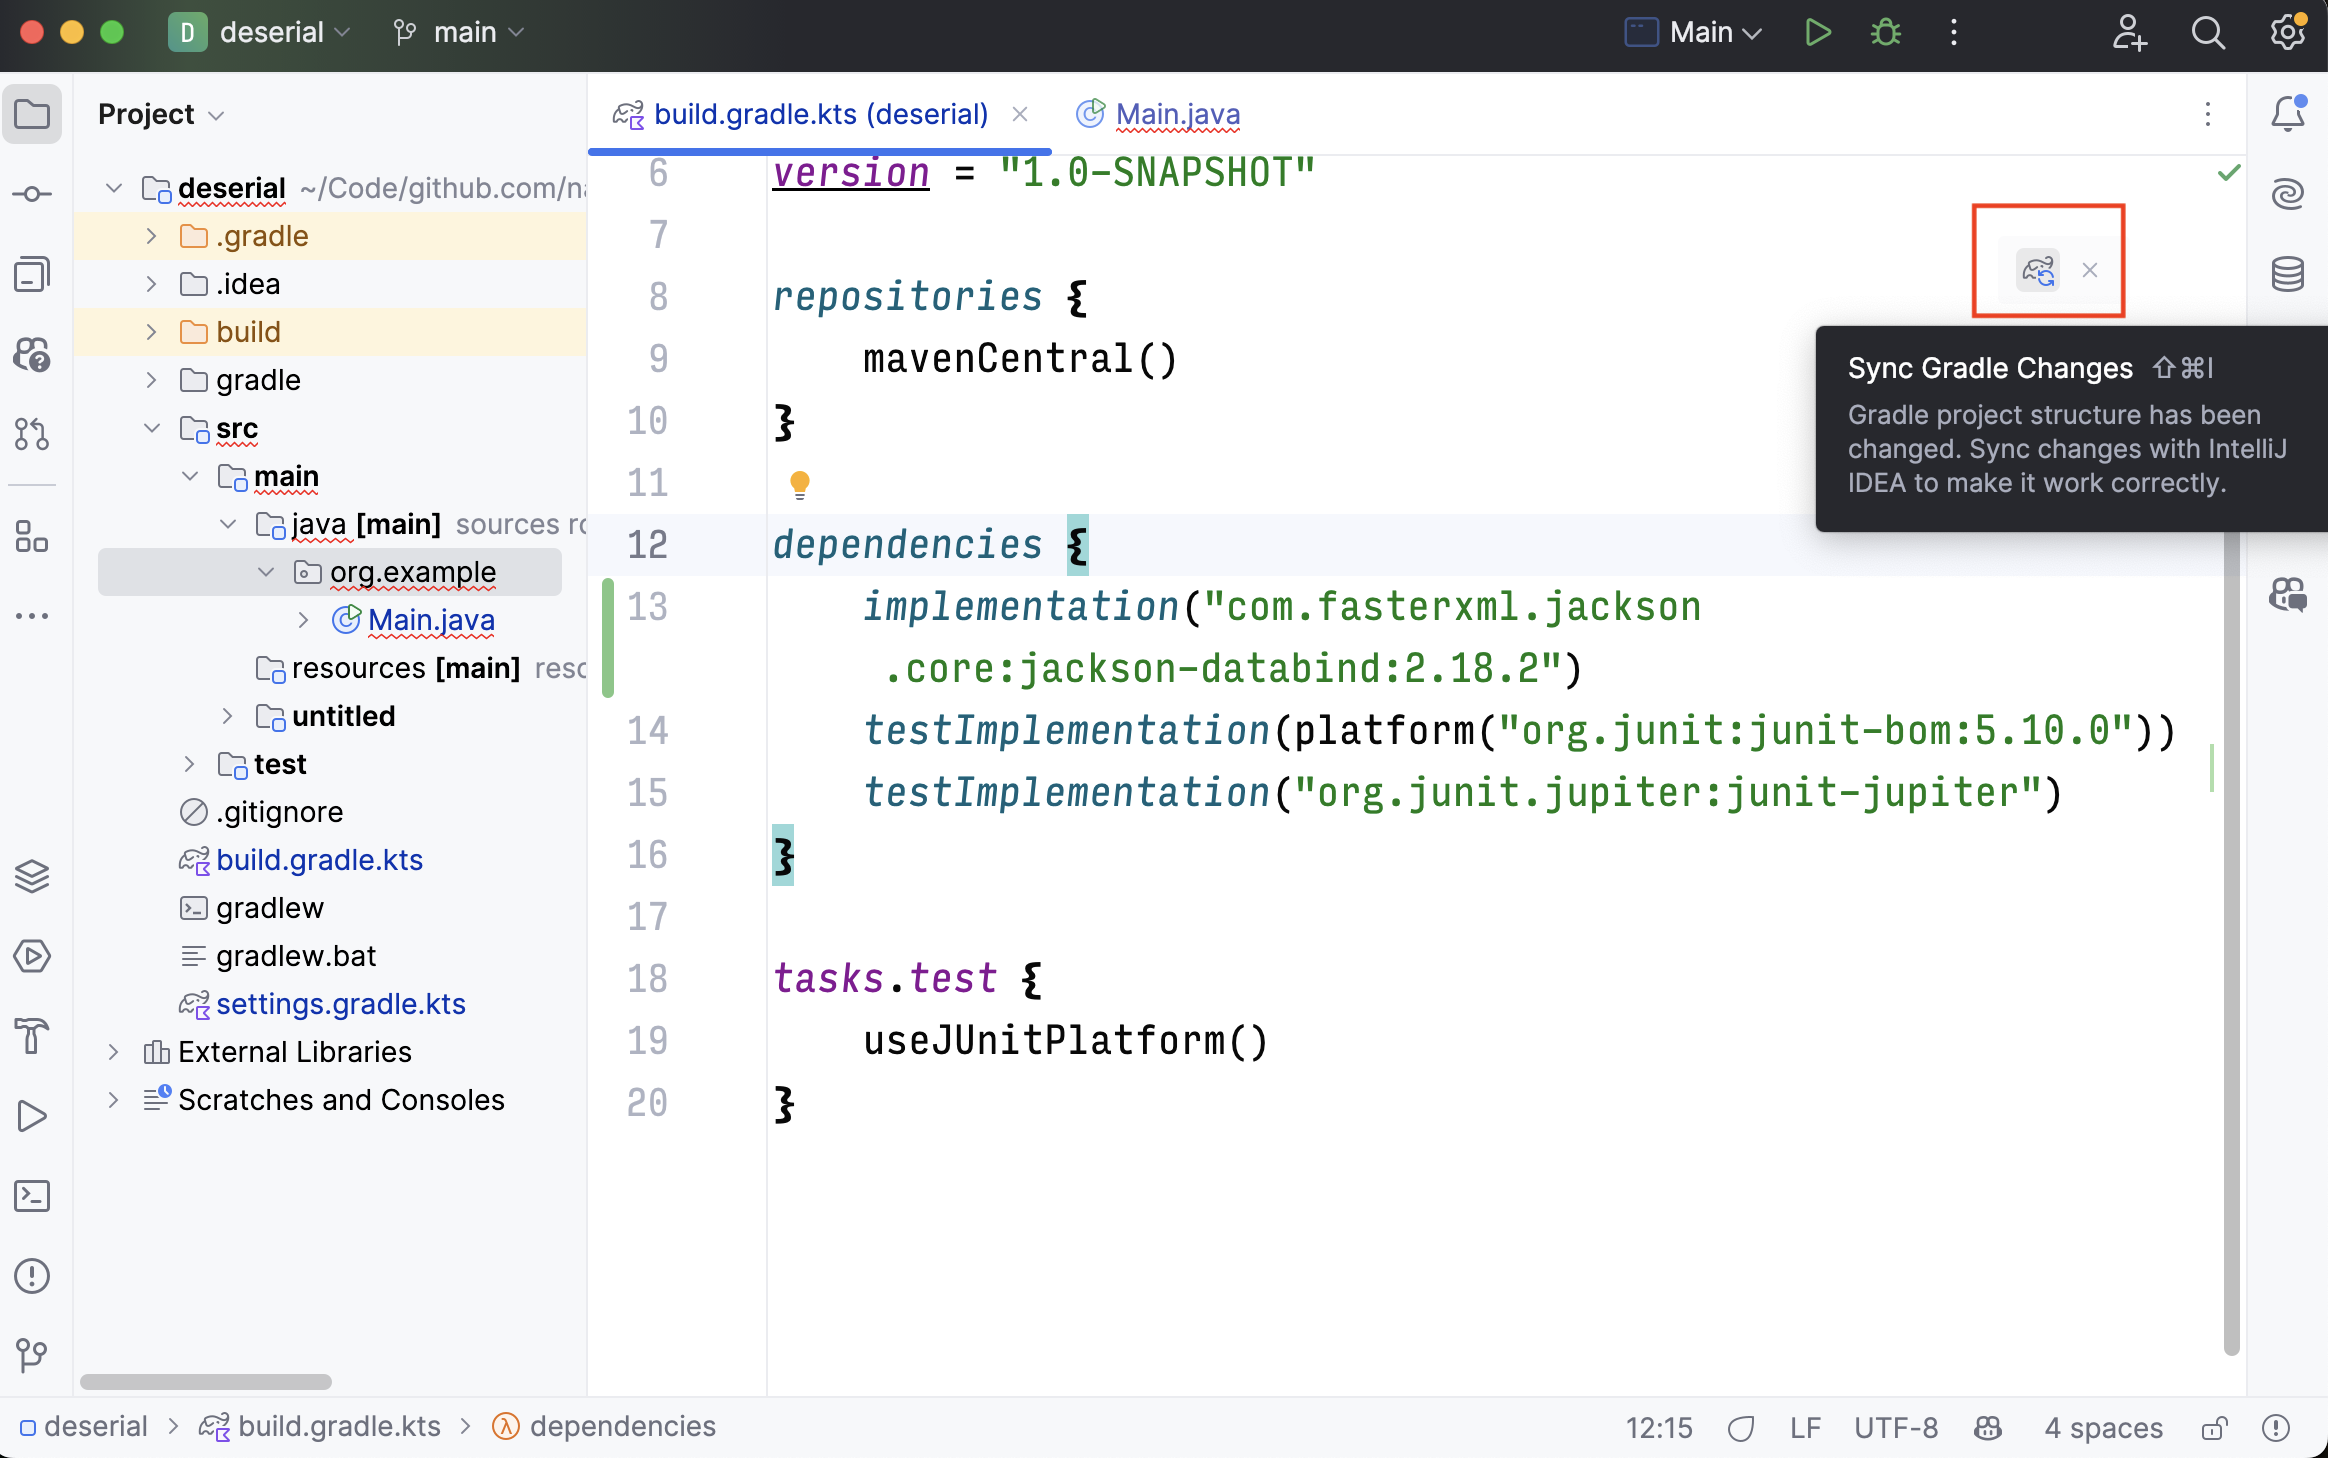 D deserial main Main
Project
build.gradle.kts (deserial) Main.java
deserial ~/Code/github.com/
.gradle
.idea
build
gradle
src
main
java [main] sources
org.example
Main.java
resources [main]
untitled
test
.gitignore
build.gradle.kts
gradlew
gradlew.bat
settings.gradle.kts
External Libraries
Scratches and Consoles
6 version = "1.0-SNAPSHOT"
7
8 repositories {
9 mavenCentral()
10 }
11
12 dependencies {
13 implementation("com.fasterxml.jackson
.core:jackson-databind:2.18.2")
14 testImplementation(platform("org.junit:junit-bom:5.10.0"))
15 testImplementation("org.junit.jupiter:junit-jupiter")
16 }
17
18 tasks.test {
19 useJUnitPlatform()
20 }
Sync Gradle Changes ⇧⌘I
Gradle project structure has been
changed. Sync changes with IntelliJ
IDEA to make it work correctly.
deserial > build.gradle.kts > λ dependencies
12:15 LF UTF-8 4 spaces